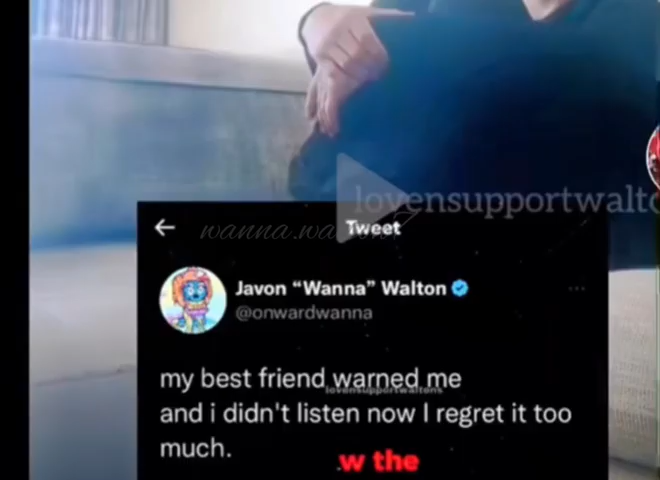 lovensupportwalto
wanna.wa
Tweet
Javon “Wanna” Walton
@onwardwanna
my best friend warned me
lovensupportwaltons
and i didn't listen now I regret it too
much.
w the